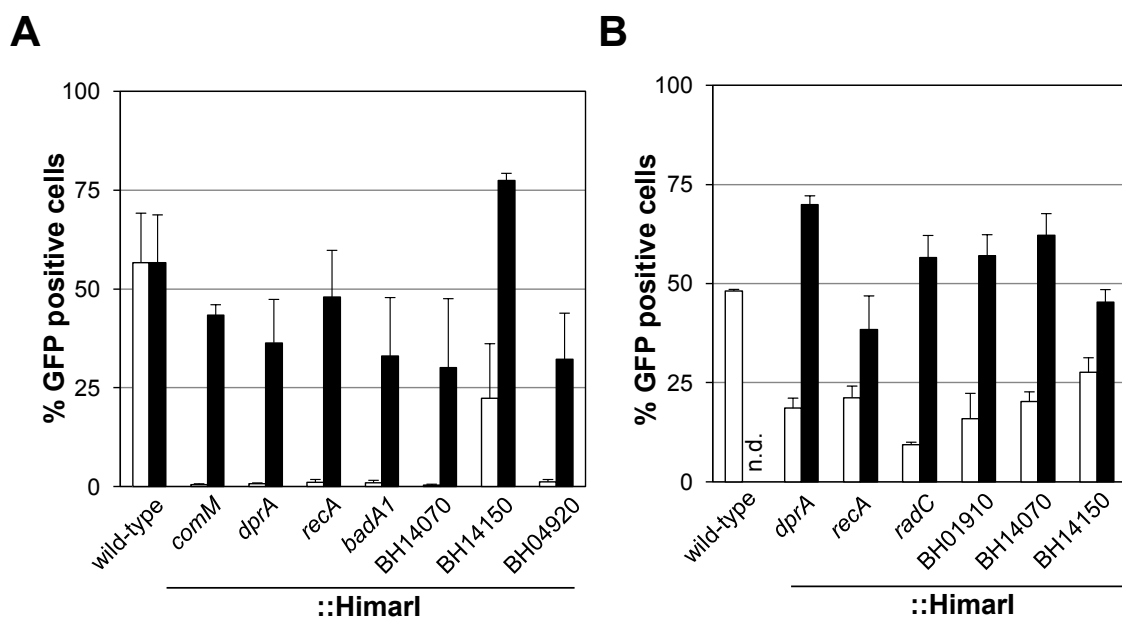 A
% GFP positive cells
100
75
50
25
0
wild-type
comM
dprA
recA
badA1
BH14070
BH14150
BH04920
::HimarI
B
% GFP positive cells
100
75
50
25
0
n.d.
wild-type
dprA
recA
radC
BH01910
BH14070
BH14150
::HimarI